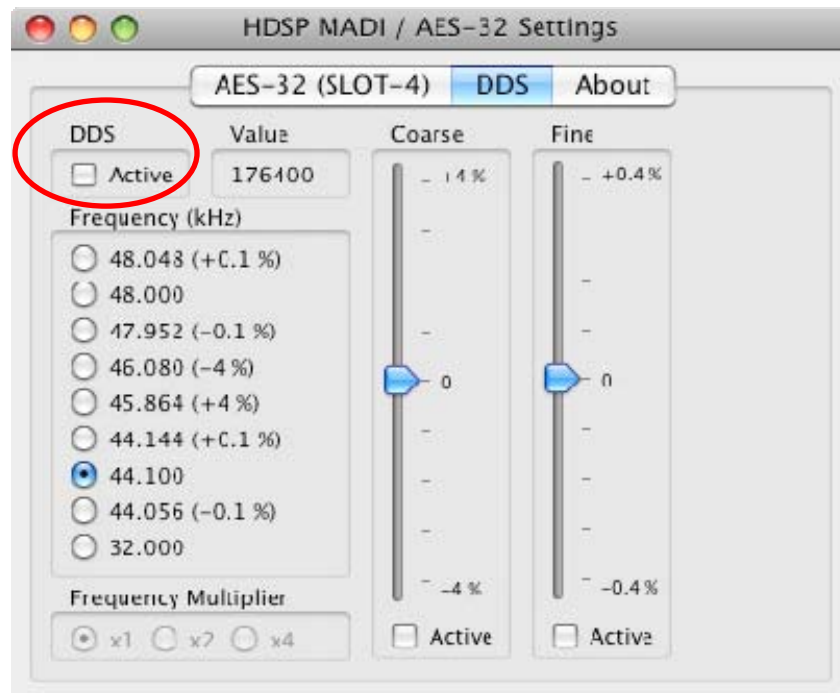 HDSP MADI / AES-32 Settings
AES-32 (SLOT-4) DDS About
DDS Value Coarse Fine
Active 176400
+4 % +0.4 %
Frequency (kHz)
48.048 (+0.1 %)
48.000
47.952 (-0.1 %)
46.080 (-4 %)
0 0
45.864 (+4 %)
44.144 (+0.1 %)
44.100
44.056 (-0.1 %)
32.000
-4 % -0.4 %
Frequency Multiplier
x1 x2 x4
Active Active